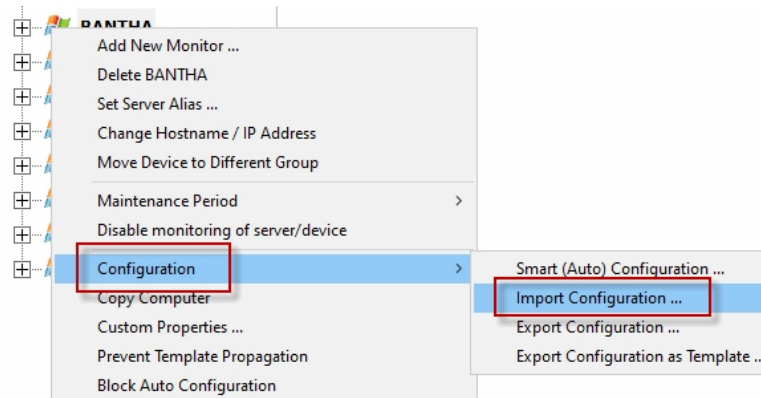 BANTHA
Add New Monitor ...
Delete BANTHA
Set Server Alias ...
Change Hostname / IP Address
Move Device to Different Group
Maintenance Period
Disable monitoring of server/device
Configuration
Copy Computer
Custom Properties ...
Prevent Template Propagation
Block Auto Configuration
Smart (Auto) Configuration ...
Import Configuration ...
Export Configuration ...
Export Configuration as Template ..